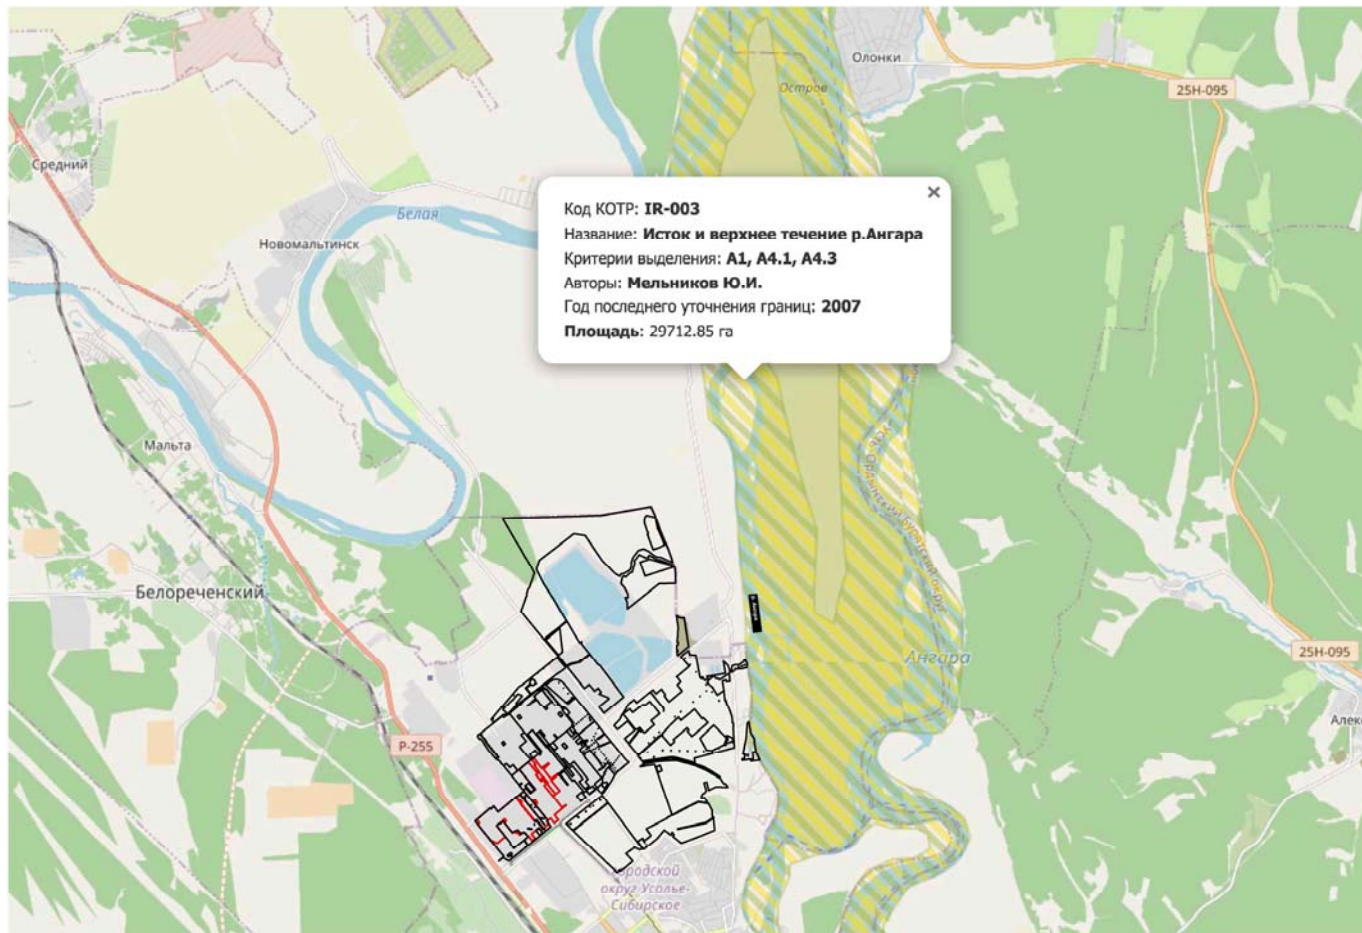 Олонки
Остров
25Н-095
Средний
Белая
Новомальтинск
Код КОТР: IR-003
Название: Исток и верхнее течение р.Ангара
Критерии выделения: A1, A4.1, A4.3
Авторы: Мельников Ю.И.
Год последнего уточнения границ: 2007
Площадь: 29712.85 га
Мальта
Белореченский
р. Ангара
Ангара
25Н-095
Алекс
Р-255
округ Усолье-
Сибирское